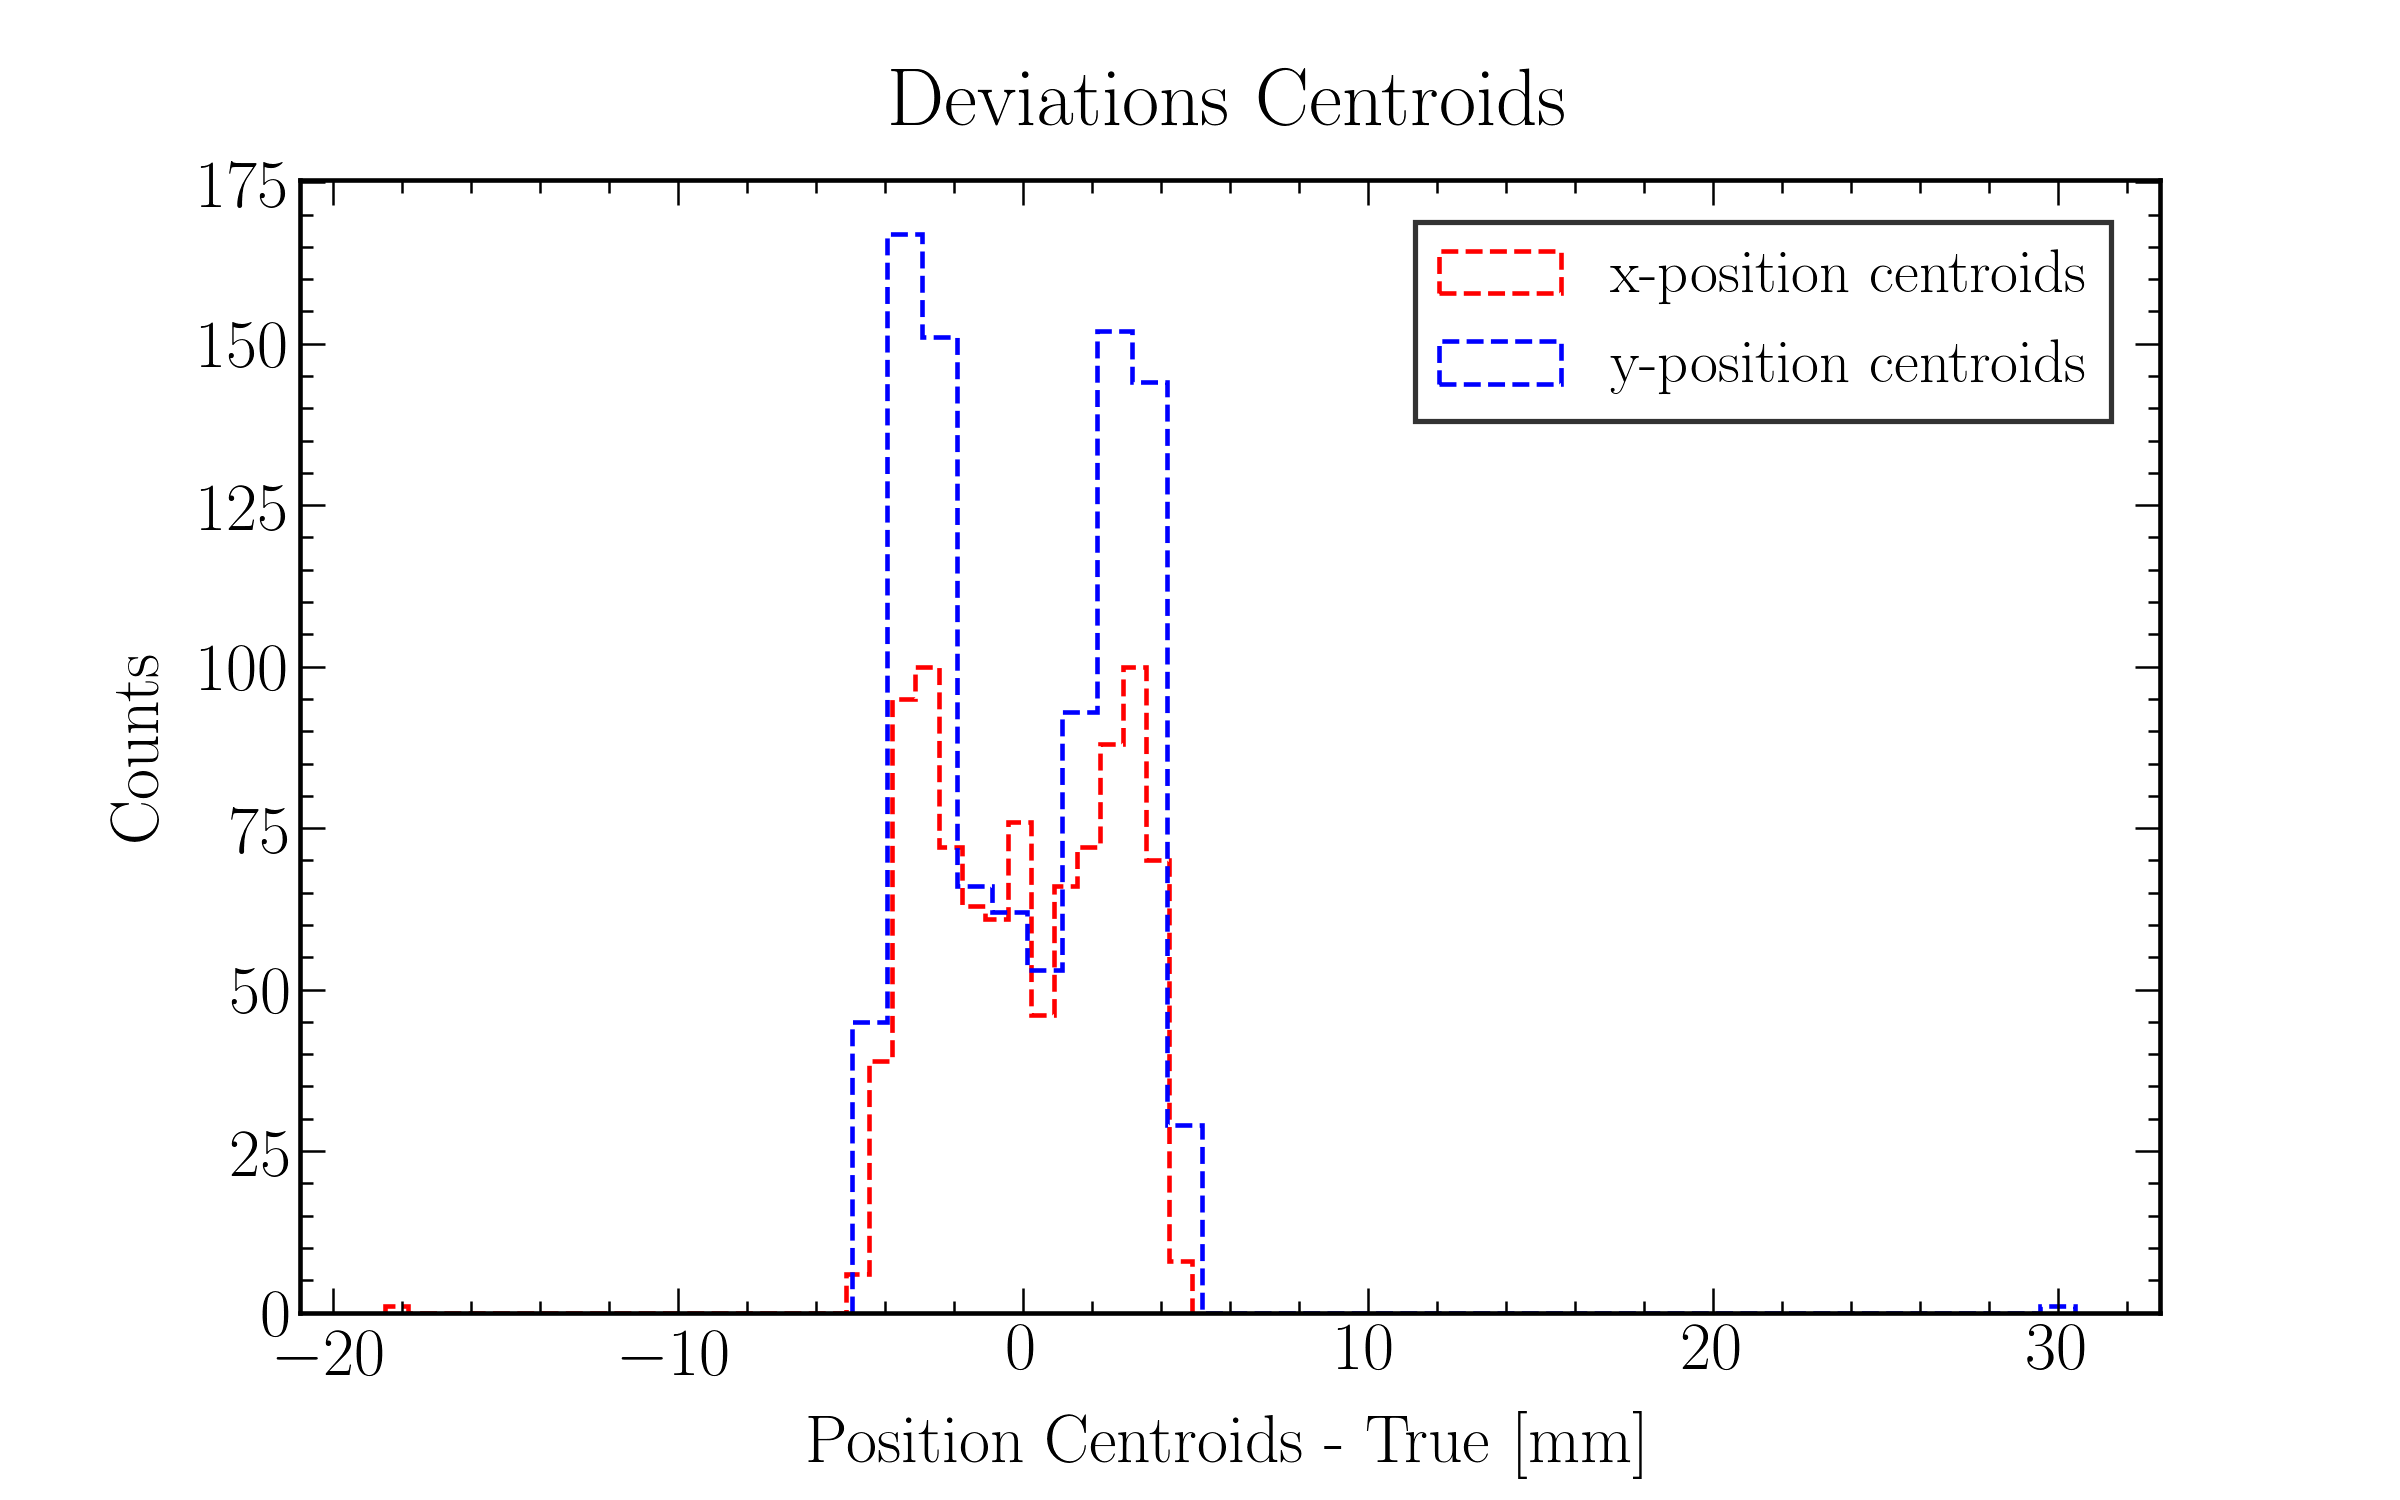 Deviations Centroids
175
150
125
100
75
50
25
0
Counts
x-position centroids
y-position centroids
−20 −10 0 10 20 30
Position Centroids - True [mm]